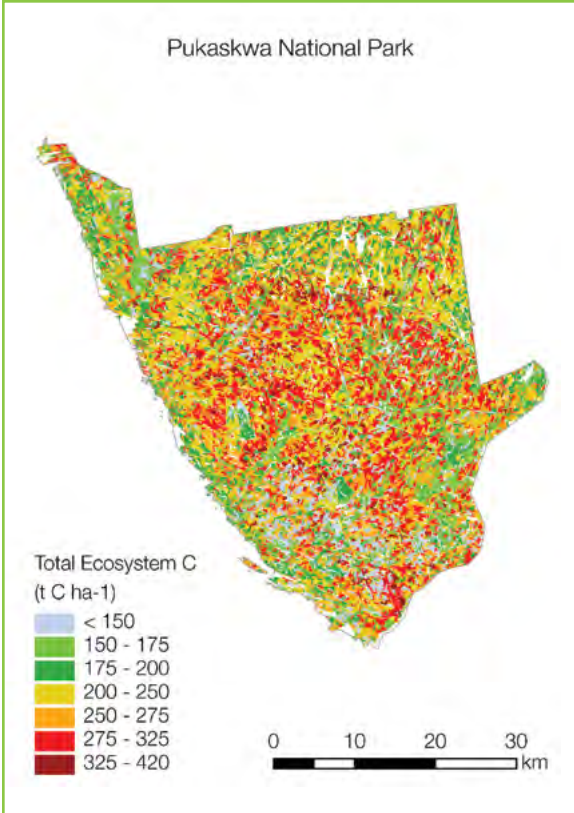 Pukaskwa National Park
Total Ecosystem C
(t C ha-1)
< 150
150 - 175
175 - 200
200 - 250
250 - 275
275 - 325
325 - 420
0 10 20 30
km